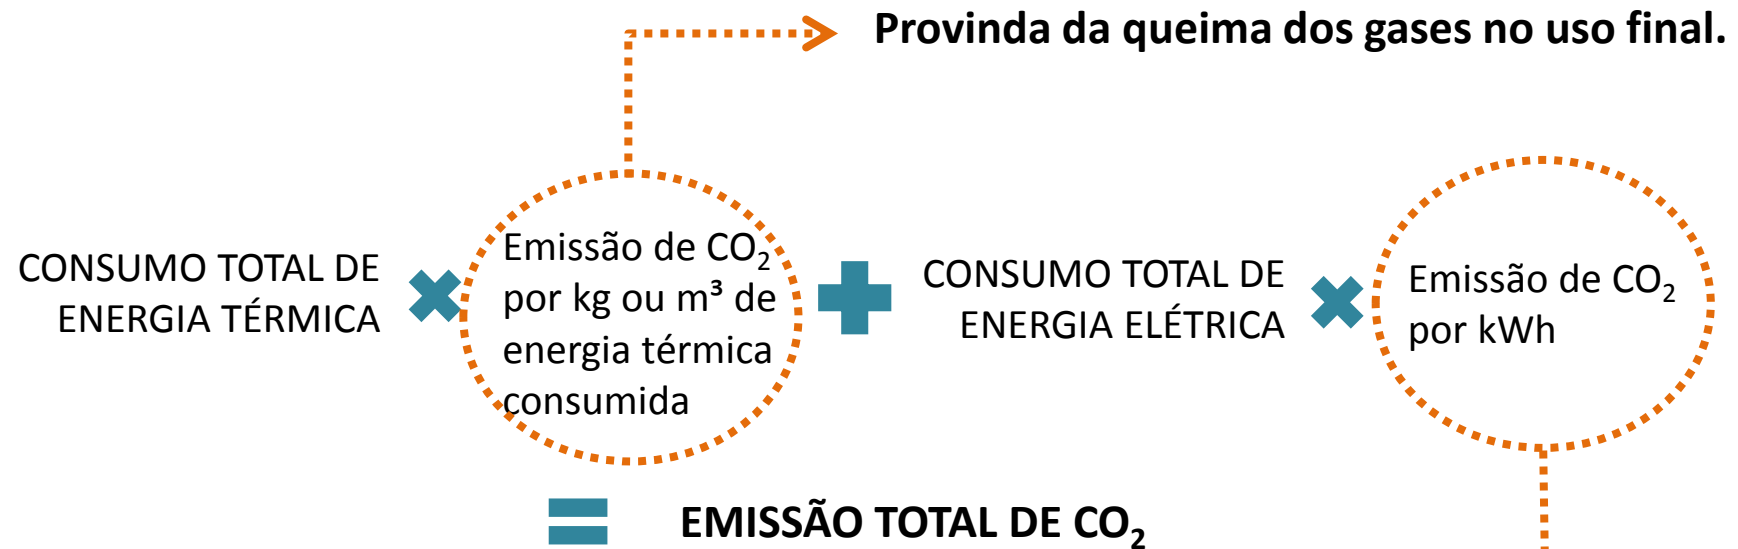 Provinda da queima dos gases no uso final.
CONSUMO TOTAL DE
ENERGIA TÉRMICA
Emissão de CO₂
por kg ou m³ de
energia térmica
consumida
CONSUMO TOTAL DE
ENERGIA ELÉTRICA
Emissão de CO₂
por kWh
EMISSÃO TOTAL DE CO₂